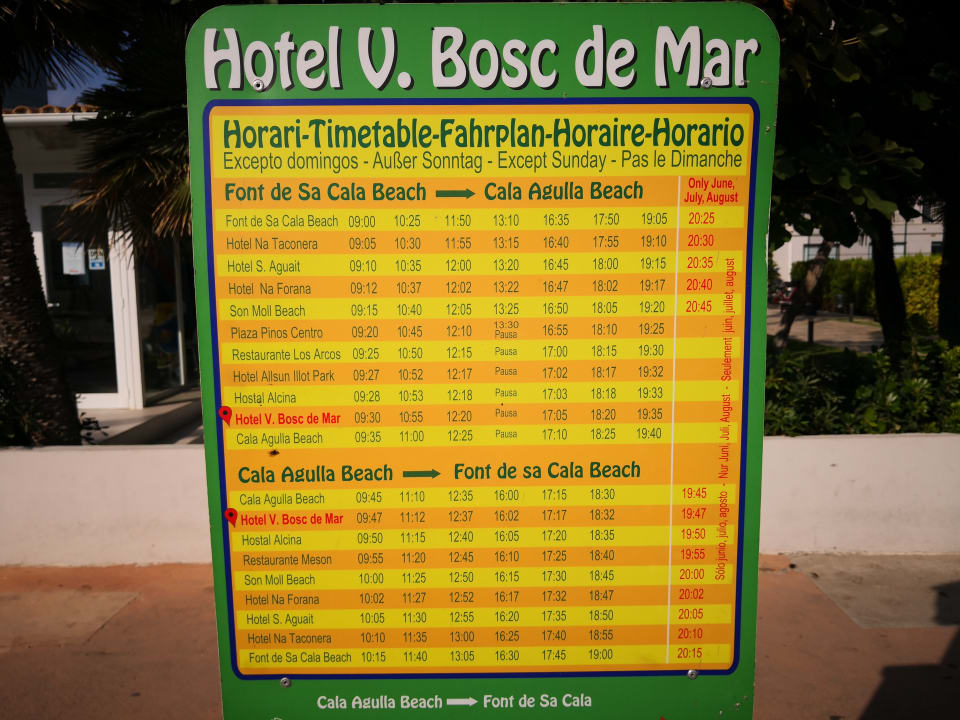 Hotel V. Bosc de Mar
Horari-Timetable-Fahrplan-Horaire-Horario
Excepto domingos - Außer Sonntag - Except Sunday - Pas le Dimanche
Font de Sa Cala Beach Cala Agulla Beach Only June,
July, August
Font de Sa Cala Beach 09:00 10:25 11:50 13:10 16:35 17:50 19:05 20:25
Hotel Na Taconera 09:05 10:30 11:55 13:15 16:40 17:55 19:10 20:30
Hotel S. Aguait 09:10 10:35 12:00 13:20 16:45 18:00 19:15 20:35
Hotel Na Forana 09:12 10:37 12:02 13:22 16:47 18:02 19:17 20:40
Son Moll Beach 09:15 10:40 12:05 13:25 16:50 18:05 19:20 20:45
Plaza Pinos Centro 09:20 10:45 12:10 13:30 Pausa 16:55 18:10 19:25
Restaurante Los Arcos 09:25 10:50 12:15 Pausa 17:00 18:15 19:30
Hotel Allsun Illot Park 09:27 10:52 12:17 Pausa 17:02 18:17 19:32
Hostal Alcina 09:28 10:53 12:18 Pausa 17:03 18:18 19:33
Hotel V. Bosc de Mar 09:30 10:55 12:20 Pausa 17:05 18:20 19:35
Cala Agulla Beach 09:35 11:00 12:25 Pausa 17:10 18:25 19:40
Cala Agulla Beach Font de sa Cala Beach
Cala Agulla Beach 09:45 11:10 12:35 16:00 17:15 18:30 19:45
Hotel V. Bosc de Mar 09:47 11:12 12:37 16:02 17:17 18:32 19:47
Hostal Alcina 09:50 11:15 12:40 16:05 17:20 18:35 19:50
Restaurante Meson 09:55 11:20 12:45 16:10 17:25 18:40 19:55
Son Moll Beach 10:00 11:25 12:50 16:15 17:30 18:45 20:00
Hotel Na Forana 10:02 11:27 12:52 16:17 17:32 18:47 20:02
Hotel S. Aguait 10:05 11:30 12:55 16:20 17:35 18:50 20:05
Hotel Na Taconera 10:10 11:35 13:00 16:25 17:40 18:55 20:10
Font de Sa Cala Beach 10:15 11:40 13:05 16:30 17:45 19:00 20:15
Sólo junio, julio, agosto - Nur Juni, Juli, August - Seulement juin, juillet, august
Cala Agulla Beach Font de Sa Cala